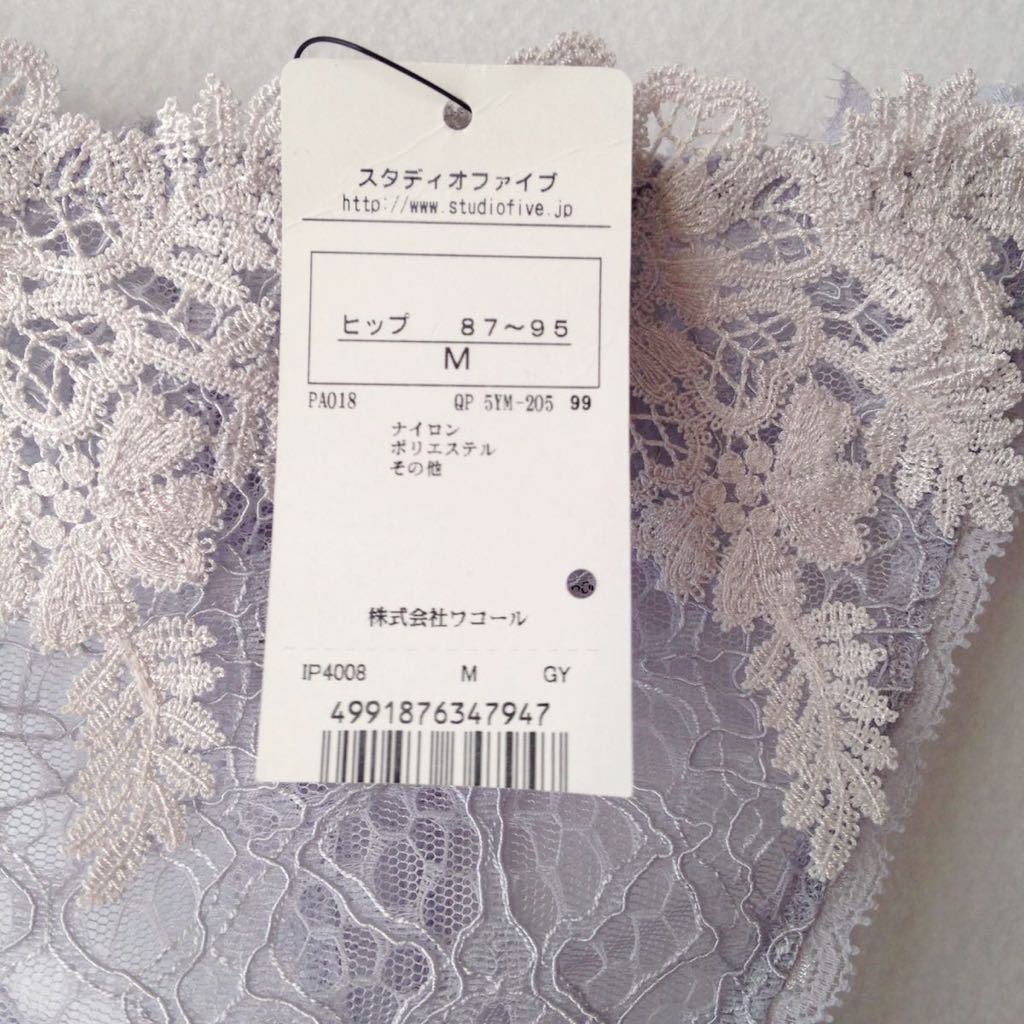 スタディオファイブ
http://www.studiofive.jp
ヒップ 87～95
M
PA018 QP 5YM-205 99
ナイロン
ポリエステル
その他
株式会社ワコール
IP4008 M GY
4991876347947